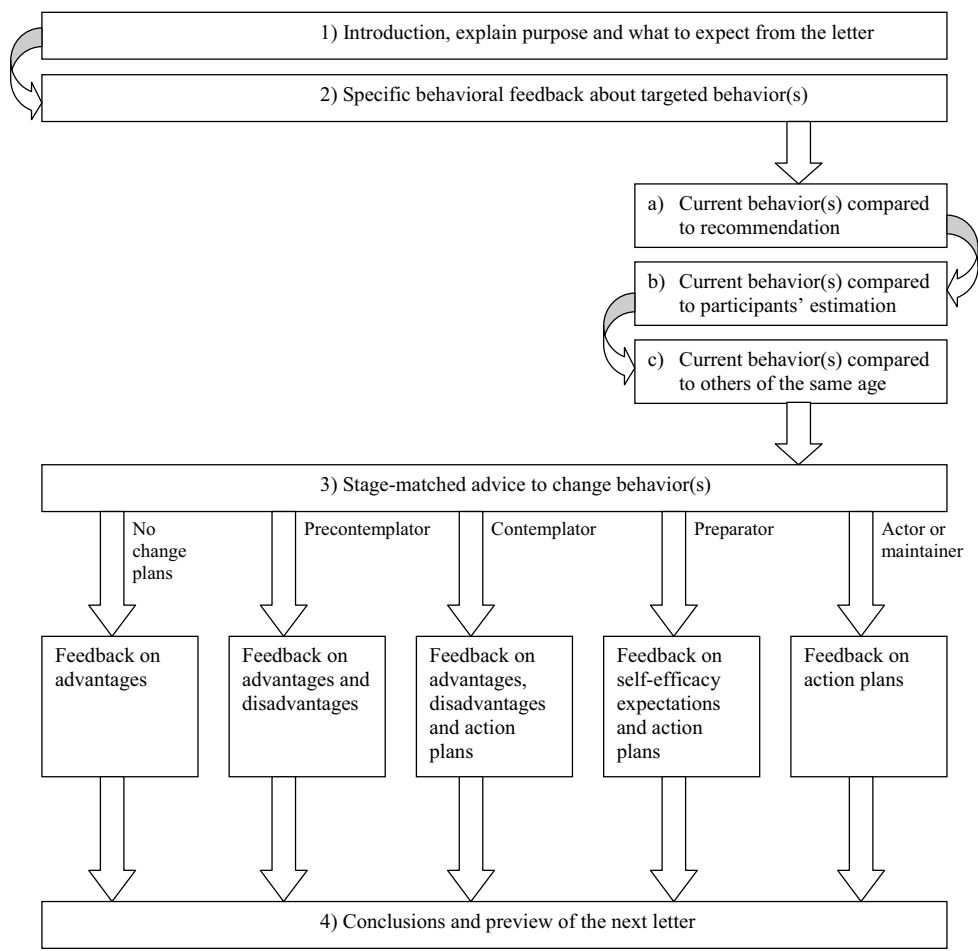 1) Introduction, explain purpose and what to expect from the letter
2) Specific behavioral feedback about targeted behavior(s)
a) Current behavior(s) compared
to recommendation
b) Current behavior(s) compared
to participants’ estimation
c) Current behavior(s) compared
to others of the same age
3) Stage-matched advice to change behavior(s)
No
change
plans
Precontemplator
Contemplator
Preparator
Actor or
maintainer
Feedback on
advantages
Feedback on
advantages and
disadvantages
Feedback on
advantages,
disadvantages
and action
plans
Feedback on
self-efficacy
expectations
and action
plans
Feedback on
action plans
4) Conclusions and preview of the next letter